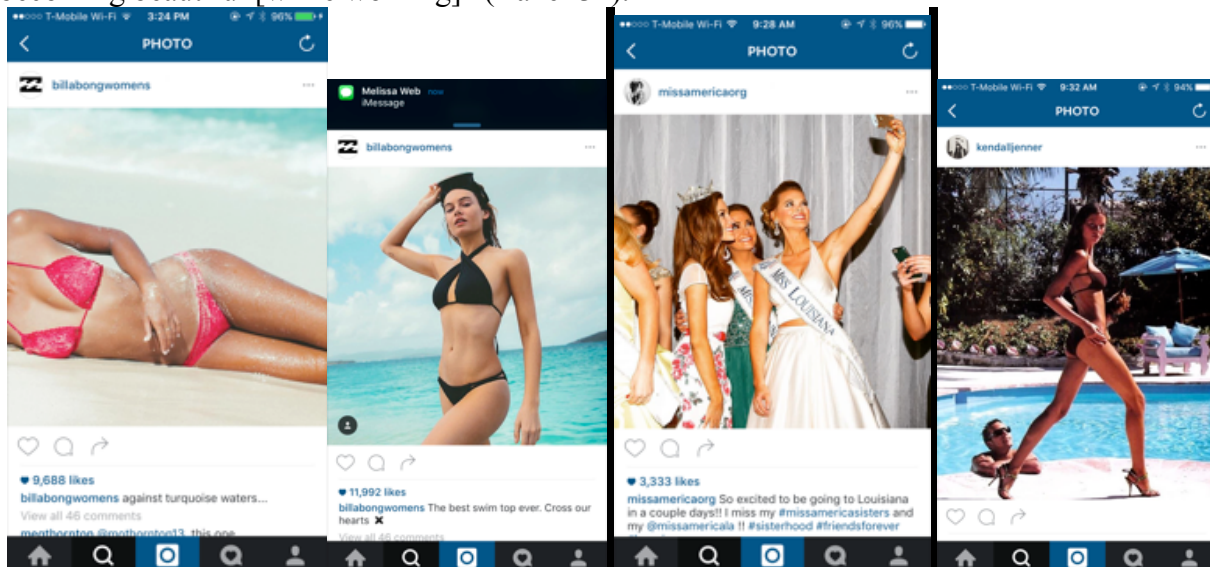 ●●○○○ T-Mobile Wi-Fi 3:24 PM 96%
PHOTO
billabongwomens
9,688 likes
billabongwomens against turquoise waters...
View all 46 comments
menthornton @mothornton13 this one
Melissa Web now
iMessage
billabongwomens
11,992 likes
billabongwomens The best swim top ever. Cross our
hearts ✖
View all 46 comments
●●○○○ T-Mobile Wi-Fi 9:28 AM 96%
PHOTO
missamericaorg
MISS LOUISIANA
3,333 likes
missamericaorg So excited to be going to Louisiana
in a couple days!! I miss my #missamericasisters and
my @missamericala !! #sisterhood #friendsforever
●●○○○ T-Mobile Wi-Fi 9:32 AM 94%
PHOTO
kendalljenner